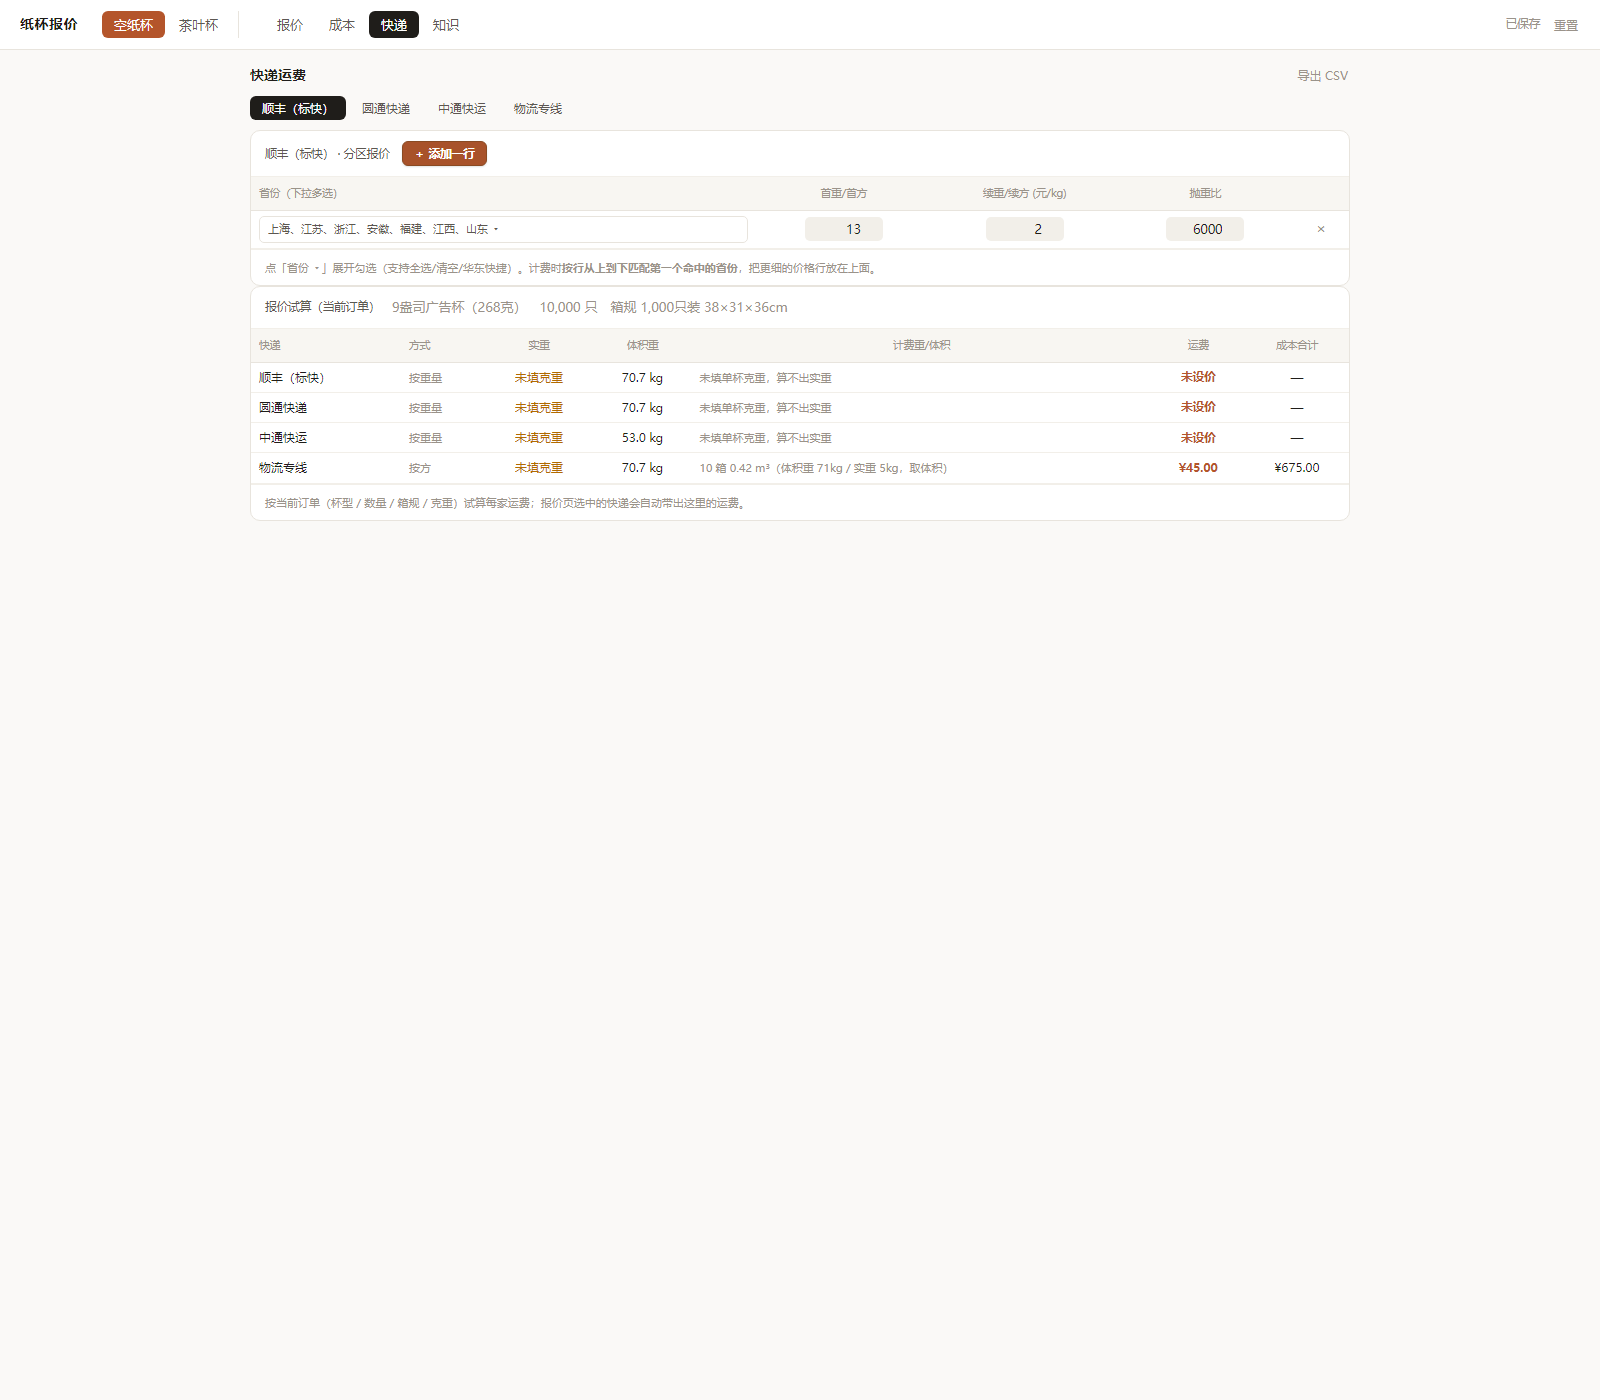 纸杯报价 空纸杯 茶叶杯 报价 成本 快递 知识 已保存 重置
快递运费 导出 CSV
顺丰（标快） 圆通快递 中通快运 物流专线
顺丰（标快） · 分区报价 + 添加一行
省份（下拉多选） 首重/首方 续重/续方 (元/kg) 抛重比
上海、江苏、浙江、安徽、福建、江西、山东 ▾ 13 2 6000 ×
点「省份 ▾」展开勾选（支持全选/清空/华东快捷）。计费时按行从上到下匹配第一个命中的省份，把更细的价格行放在上面。
报价试算（当前订单） 9盎司广告杯（268克） 10,000 只 箱规 1,000只装 38×31×36cm
快递 方式 实重 体积重 计费重/体积 运费 成本合计
顺丰（标快） 按重量 未填克重 70.7 kg 未填单杯克重，算不出实重 未设价 —
圆通快递 按重量 未填克重 70.7 kg 未填单杯克重，算不出实重 未设价 —
中通快运 按重量 未填克重 53.0 kg 未填单杯克重，算不出实重 未设价 —
物流专线 按方 未填克重 70.7 kg 10 箱 0.42 m³（体积重 71kg / 实重 5kg，取体积） ¥45.00 ¥675.00
按当前订单（杯型 / 数量 / 箱规 / 克重）试算每家运费；报价页选中的快递会自动带出这里的运费。